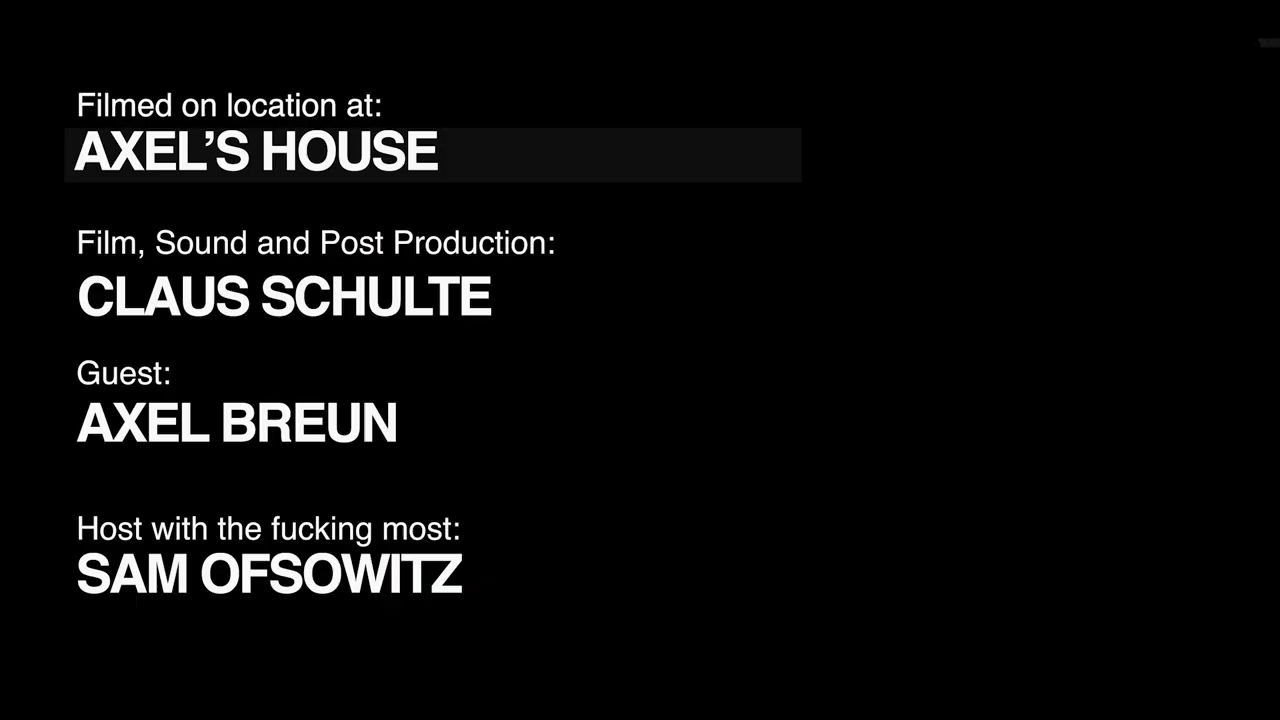 Filmed on location at:
AXEL’S HOUSE
Film, Sound and Post Production:
CLAUS SCHULTE
Guest:
AXEL BREUN
Host with the fucking most:
SAM OFSOWITZ